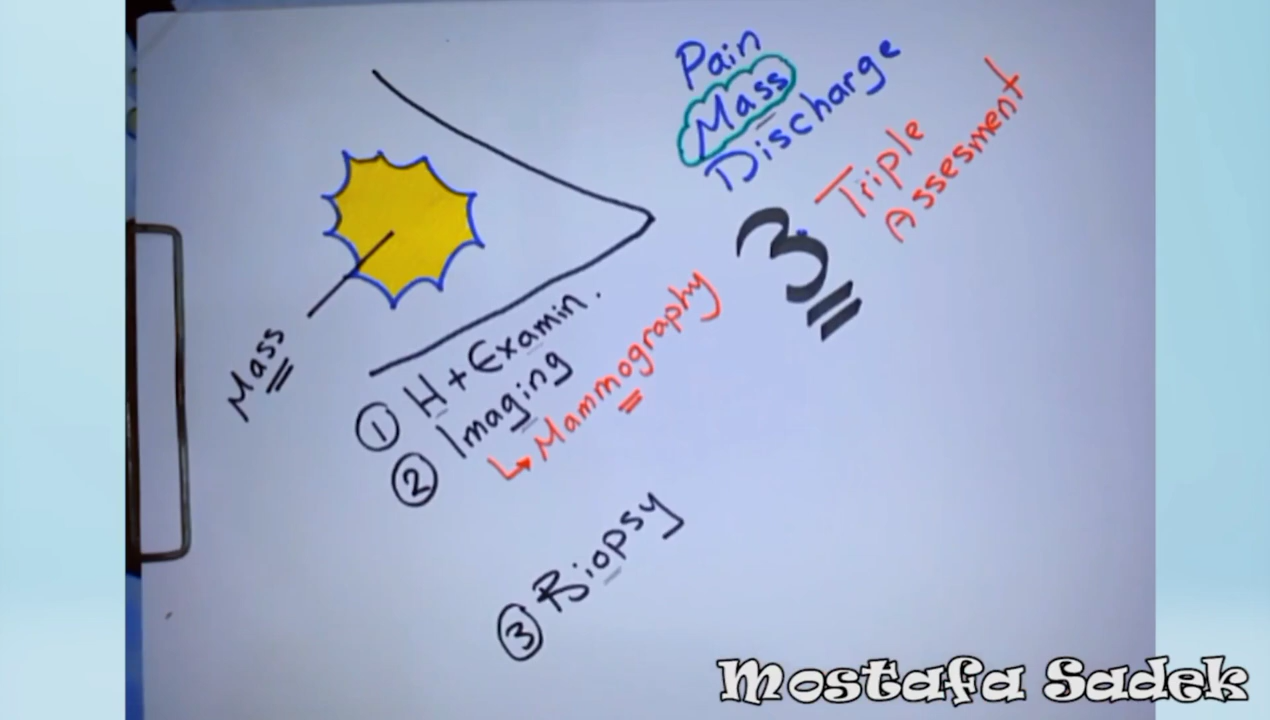 Pain
Mass
Discharge
3
Triple
Assesment
Mass
① H + Examin.
② Imaging
↳ Mammography
③ Biopsy
Mostafa Sadek